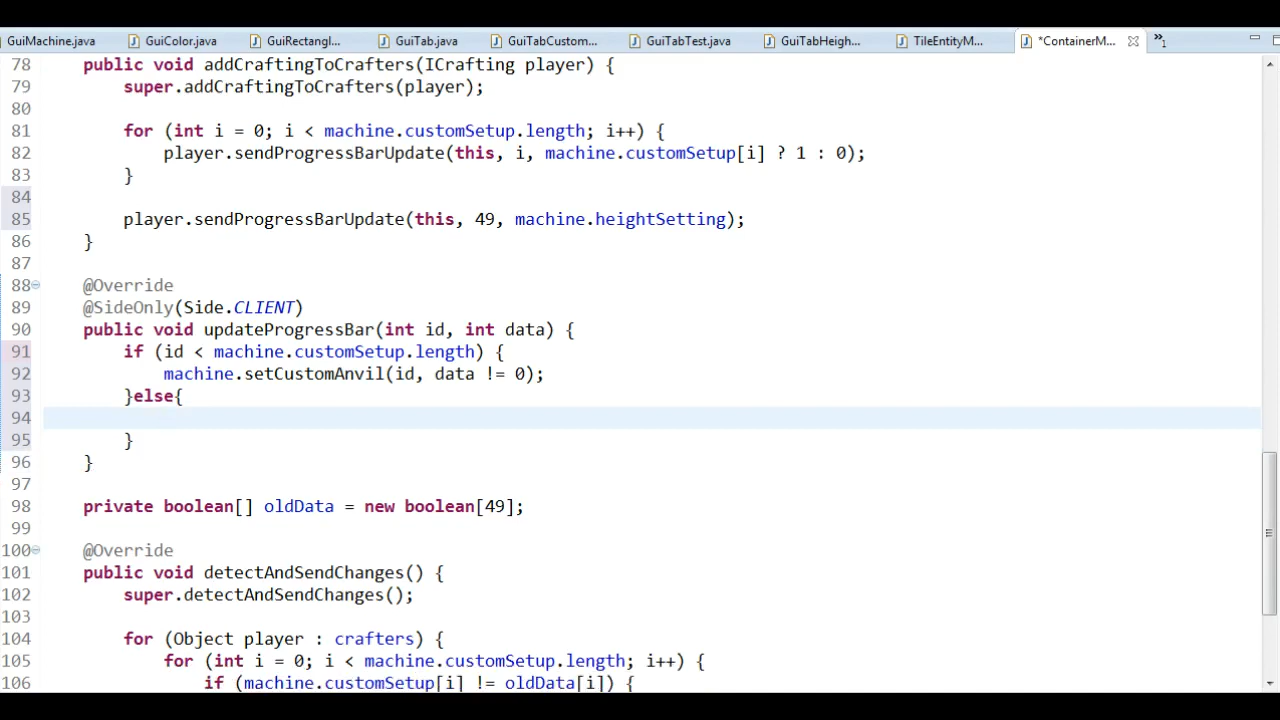 GuiMachine.java GuiColor.java GuiRectangl... GuiTab.java GuiTabCustom... GuiTabTest.java GuiTabHeigh... TileEntityM... *ContainerM... »1
78 public void addCraftingToCrafters(ICrafting player) {
79 super.addCraftingToCrafters(player);
80
81 for (int i = 0; i < machine.customSetup.length; i++) {
82 player.sendProgressBarUpdate(this, i, machine.customSetup[i] ? 1 : 0);
83 }
84
85 player.sendProgressBarUpdate(this, 49, machine.heightSetting);
86 }
87
88 @Override
89 @SideOnly(Side.CLIENT)
90 public void updateProgressBar(int id, int data) {
91 if (id < machine.customSetup.length) {
92 machine.setCustomAnvil(id, data != 0);
93 }else{
94
95 }
96 }
97
98 private boolean[] oldData = new boolean[49];
99
100 @Override
101 public void detectAndSendChanges() {
102 super.detectAndSendChanges();
103
104 for (Object player : crafters) {
105 for (int i = 0; i < machine.customSetup.length; i++) {
106 if (machine.customSetup[i] != oldData[i]) {